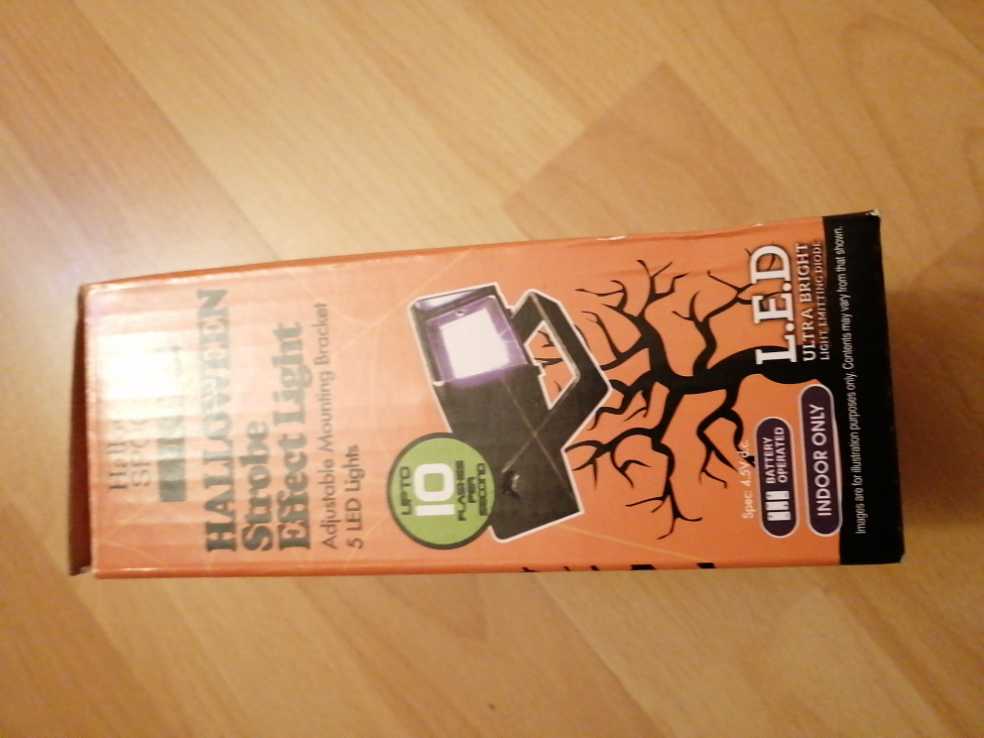 HALLOWEEN
Strobe
Effect Light
Adjustable Mounting Bracket
5 LED Lights
UP TO
10
FLASHES
PER
SECOND
Spec: 4.5V d.c.
BATTERY
OPERATED
INDOOR ONLY
L.E.D
ULTRA BRIGHT
LIGHT EMITTING DIODE
Images are for illustration purposes only. Contents may vary from that shown.